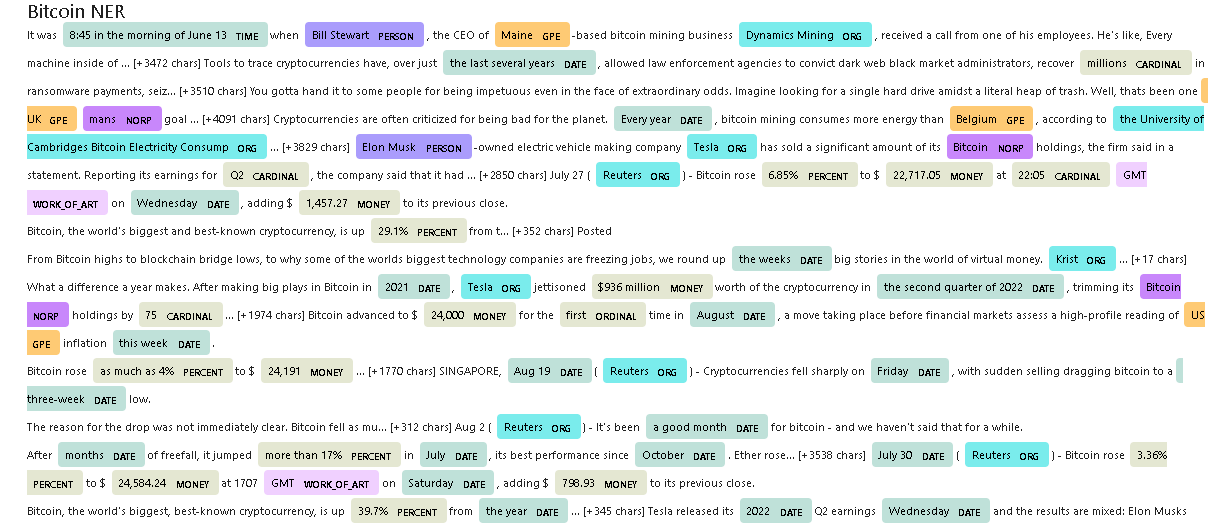 Bitcoin NER
It was 8:45 in the morning of June 13 TIME when Bill Stewart PERSON , the CEO of Maine GPE -based bitcoin mining business Dynamics Mining ORG , received a call from one of his employees. He's like, Every
machine inside of ... [+3472 chars] Tools to trace cryptocurrencies have, over just the last several years DATE , allowed law enforcement agencies to convict dark web black market administrators, recover millions CARDINAL in
ransomware payments, seiz... [+3510 chars] You gotta hand it to some people for being impetuous even in the face of extraordinary odds. Imagine looking for a single hard drive amidst a literal heap of trash. Well, thats been one
UK GPE mans NORP goal ... [+4091 chars] Cryptocurrencies are often criticized for being bad for the planet. Every year DATE , bitcoin mining consumes more energy than Belgium GPE , according to the University of
Cambridges Bitcoin Electricity Consump ORG ... [+3829 chars] Elon Musk PERSON -owned electric vehicle making company Tesla ORG has sold a significant amount of its Bitcoin NORP holdings, the firm said in a
statement. Reporting its earnings for Q2 CARDINAL , the company said that it had ... [+2850 chars] July 27 ( Reuters ORG ) - Bitcoin rose 6.85% PERCENT to $ 22,717.05 MONEY at 22:05 CARDINAL GMT
WORK_OF_ART on Wednesday DATE , adding $ 1,457.27 MONEY to its previous close.
Bitcoin, the world's biggest and best-known cryptocurrency, is up 29.1% PERCENT from t... [+352 chars] Posted
From Bitcoin highs to blockchain bridge lows, to why some of the worlds biggest technology companies are freezing jobs, we round up the weeks DATE big stories in the world of virtual money. Krist ORG ... [+17 chars]
What a difference a year makes. After making big plays in Bitcoin in 2021 DATE , Tesla ORG jettisoned $936 million MONEY worth of the cryptocurrency in the second quarter of 2022 DATE , trimming its Bitcoin
NORP holdings by 75 CARDINAL ... [+1974 chars] Bitcoin advanced to $ 24,000 MONEY for the first ORDINAL time in August DATE , a move taking place before financial markets assess a high-profile reading of US
GPE inflation this week DATE .
Bitcoin rose as much as 4% PERCENT to $ 24,191 MONEY ... [+1770 chars] SINGAPORE, Aug 19 DATE ( Reuters ORG ) - Cryptocurrencies fell sharply on Friday DATE , with sudden selling dragging bitcoin to a
three-week DATE low.
The reason for the drop was not immediately clear. Bitcoin fell as mu... [+312 chars] Aug 2 ( Reuters ORG ) - It's been a good month DATE for bitcoin - and we haven't said that for a while.
After months DATE of freefall, it jumped more than 17% PERCENT in July DATE , its best performance since October DATE . Ether rose... [+3538 chars] July 30 DATE ( Reuters ORG ) - Bitcoin rose 3.36%
PERCENT to $ 24,584.24 MONEY at 1707 GMT WORK_OF_ART on Saturday DATE , adding $ 798.93 MONEY to its previous close.
Bitcoin, the world's biggest, best-known cryptocurrency, is up 39.7% PERCENT from the year DATE ... [+345 chars] Tesla released its 2022 DATE Q2 earnings Wednesday DATE and the results are mixed: Elon Musks